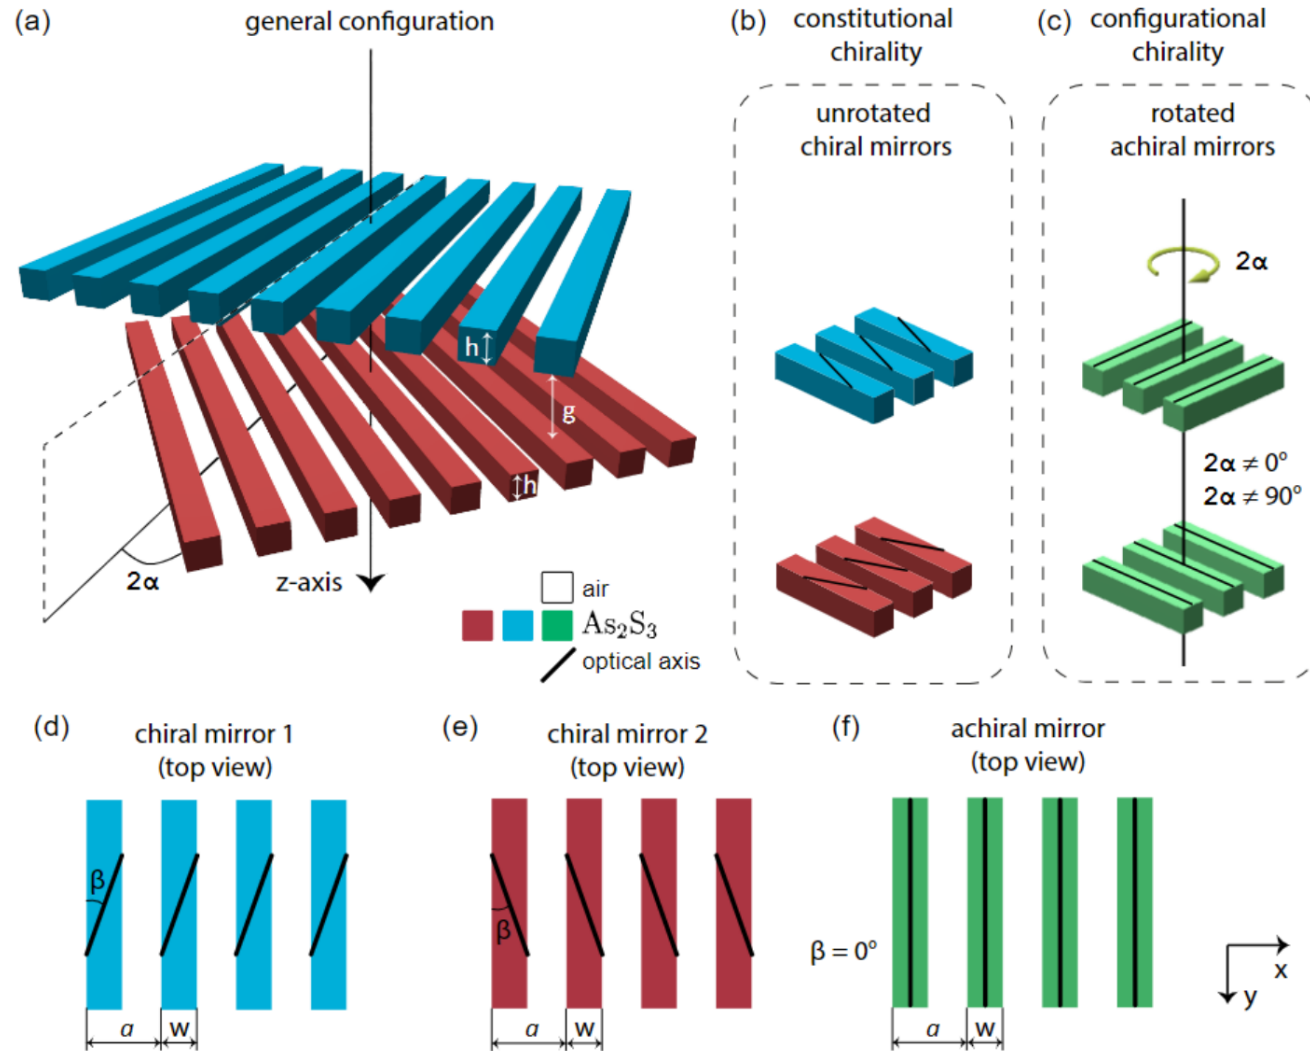 (a)
general configuration
h
g
h
2α
z-axis
air
As₂S₃
optical axis
(b)
constitutional
chirality
unrotated
chiral mirrors
(c)
configurational
chirality
rotated
achiral mirrors
2α
2α ≠ 0°
2α ≠ 90°
(d)
chiral mirror 1
(top view)
β
a
w
(e)
chiral mirror 2
(top view)
β
a
w
(f)
achiral mirror
(top view)
β = 0°
a
w
x
y